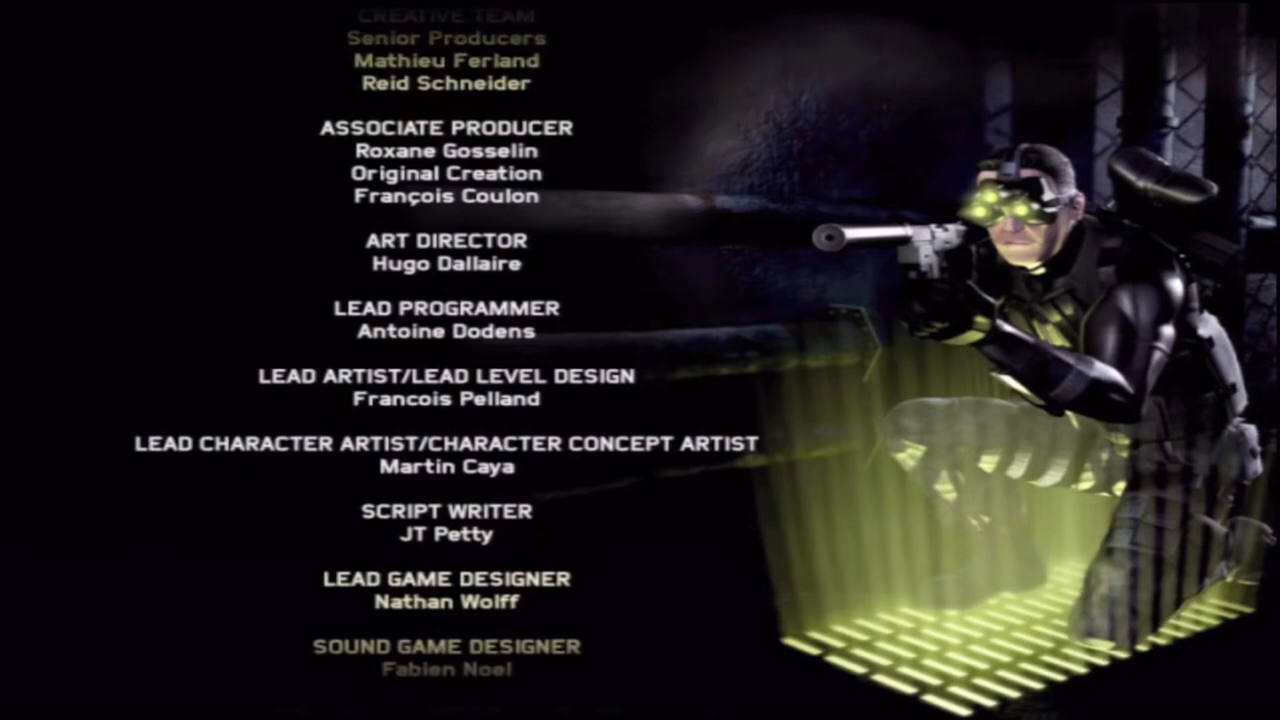 CREATIVE TEAM
Senior Producers
Mathieu Ferland
Reid Schneider
ASSOCIATE PRODUCER
Roxane Gosselin
Original Creation
François Coulon
ART DIRECTOR
Hugo Dallaire
LEAD PROGRAMMER
Antoine Dodens
LEAD ARTIST/LEAD LEVEL DESIGN
Francois Pelland
LEAD CHARACTER ARTIST/CHARACTER CONCEPT ARTIST
Martin Caya
SCRIPT WRITER
JT Petty
LEAD GAME DESIGNER
Nathan Wolff
SOUND GAME DESIGNER
Fabien Noel